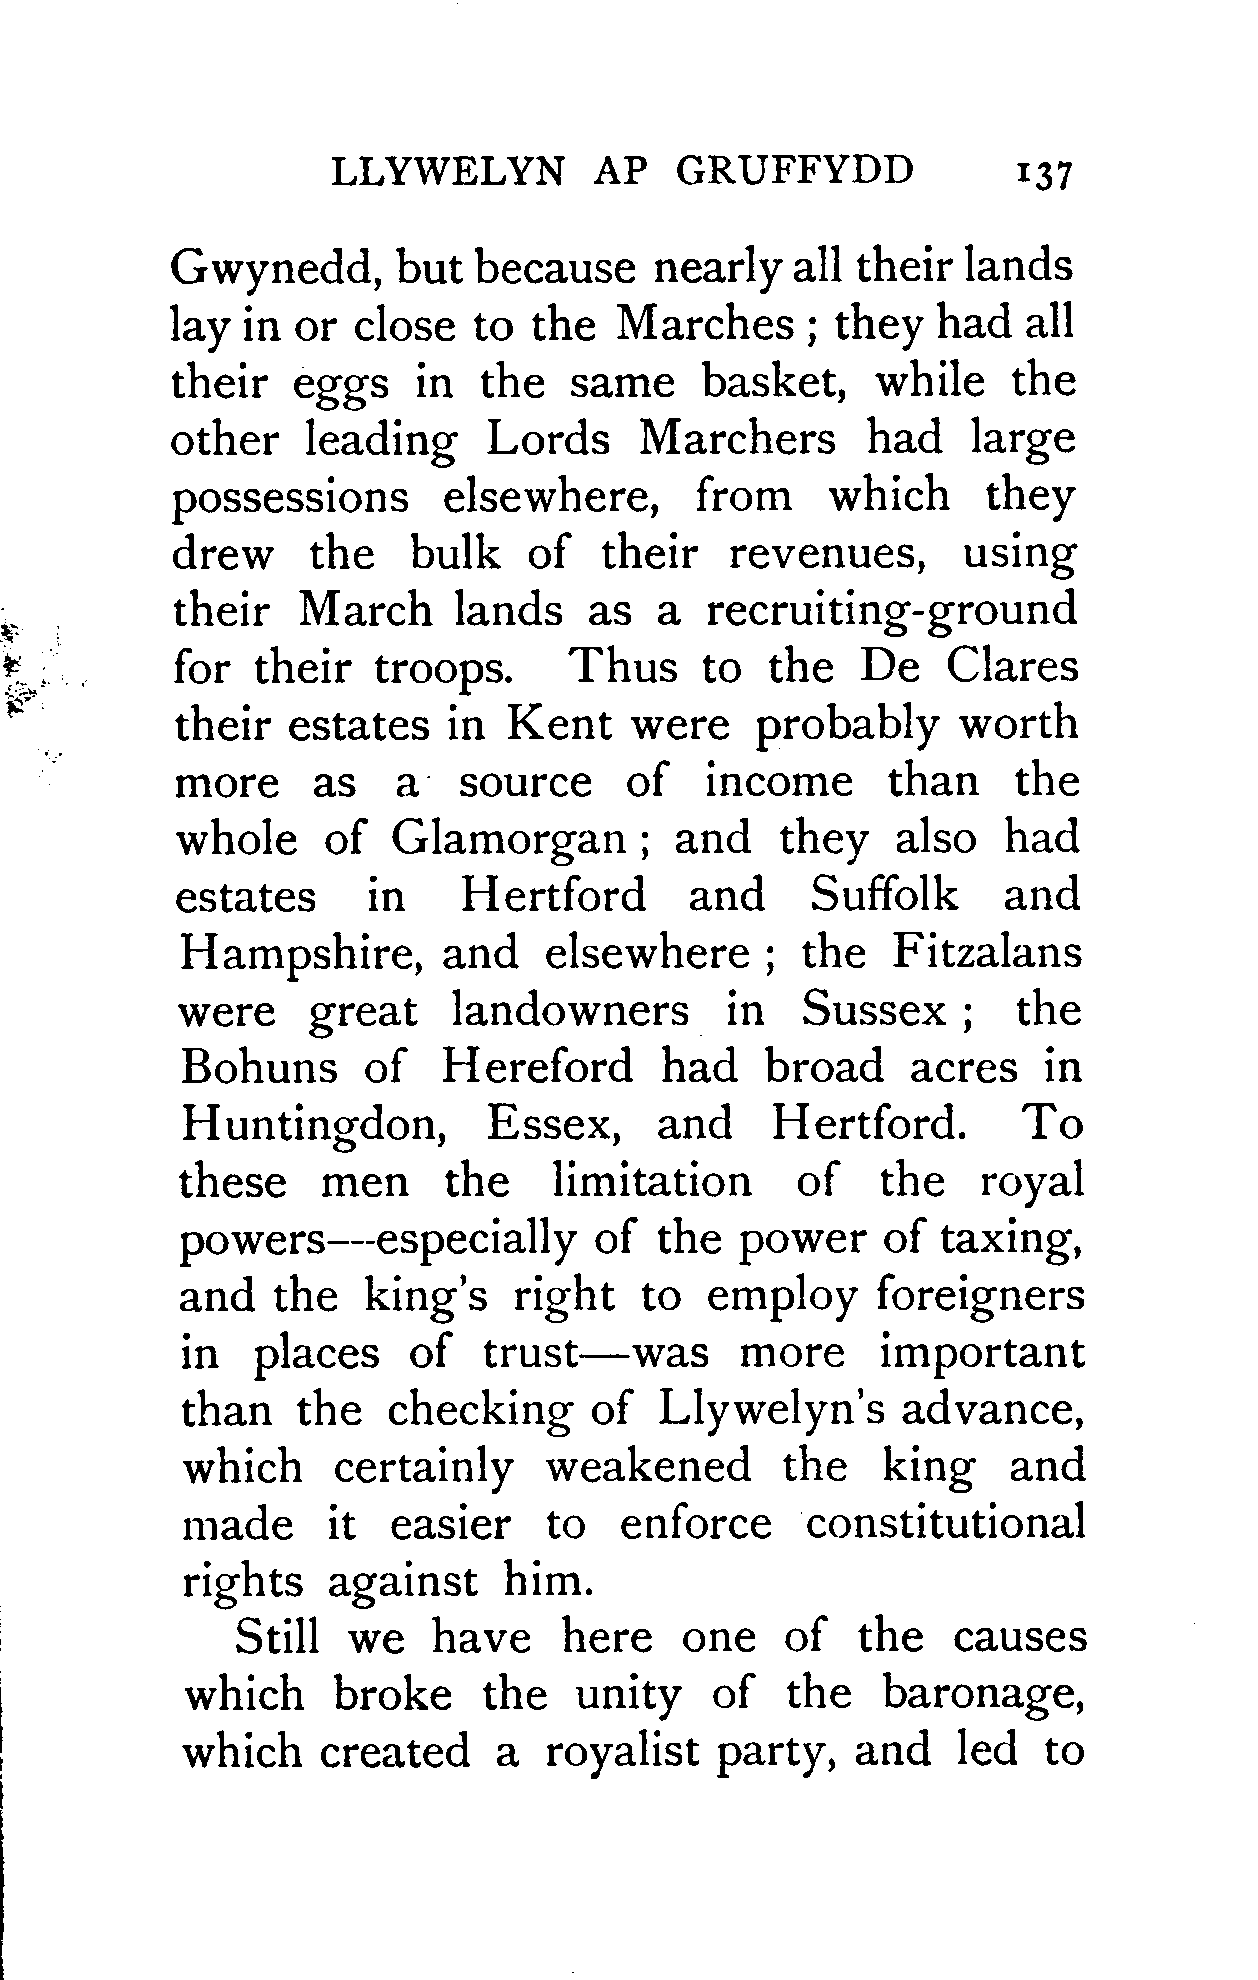 LLYWELYN AP GRUFFYDD 137
Gwynedd, but because nearly all their lands
lay in or close to the Marches ; they had all
their eggs in the same basket, while the
other leading Lords Marchers had large
possessions elsewhere, from which they
drew the bulk of their revenues, using
their March lands as a recruiting-ground
for their troops. Thus to the De Clares
their estates in Kent were probably worth
more as a source of income than the
whole of Glamorgan ; and they also had
estates in Hertford and Suffolk and
Hampshire, and elsewhere ; the Fitzalans
were great landowners in Sussex ; the
Bohuns of Hereford had broad acres in
Huntingdon, Essex, and Hertford. To
these men the limitation of the royal
powers—especially of the power of taxing,
and the king's right to employ foreigners
in places of trust—was more important
than the checking of Llywelyn's advance,
which certainly weakened the king and
made it easier to enforce constitutional
rights against him.
Still we have here one of the causes
which broke the unity of the baronage,
which created a royalist party, and led to